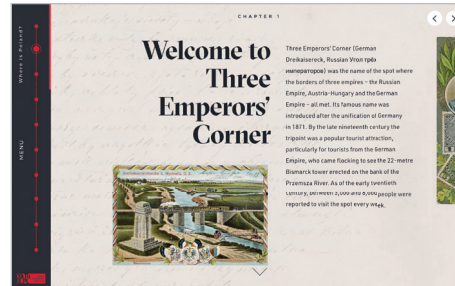 Where Is Poland?
MENU
CHAPTER 1
Welcome to
Three
Emperors'
Corner
Three Emperors' Corner (German
Dreikaisereck, Russian Угол трёх
императоров) was the name of the spot where
the borders of three empires – the Russian
Empire, Austria-Hungary and the German
Empire – all met. Its famous name was
introduced after the unification of Germany
in 1871. By the late nineteenth century the
tripoint was a popular tourist attraction,
particularly for tourists from the German
Empire, who came flocking to see the 22-metre
Bismarck tower erected on the bank of the
Przemsza River. As of the early twentieth
century, between 3,000 and 8,000 people were
reported to visit the spot every week.